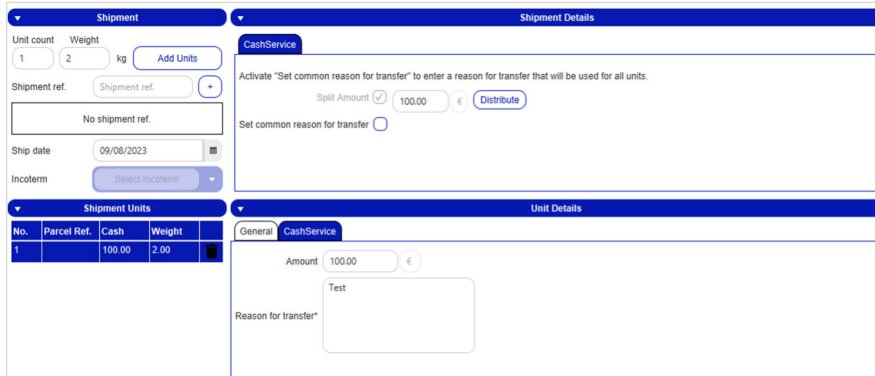 Shipment
Unit count Weight
1 2 kg Add Units
Shipment ref. Shipment ref. +
No shipment ref.
Ship date 09/08/2023
Incoterm Select Incoterm
Shipment Details
CashService
Activate "Set common reason for transfer" to enter a reason for transfer that will be used for all units.
Split Amount 100.00 € Distribute
Set common reason for transfer
Shipment Units
No. Parcel Ref. Cash Weight
1 100.00 2.00
Unit Details
General CashService
Amount 100.00 €
Test
Reason for transfer*